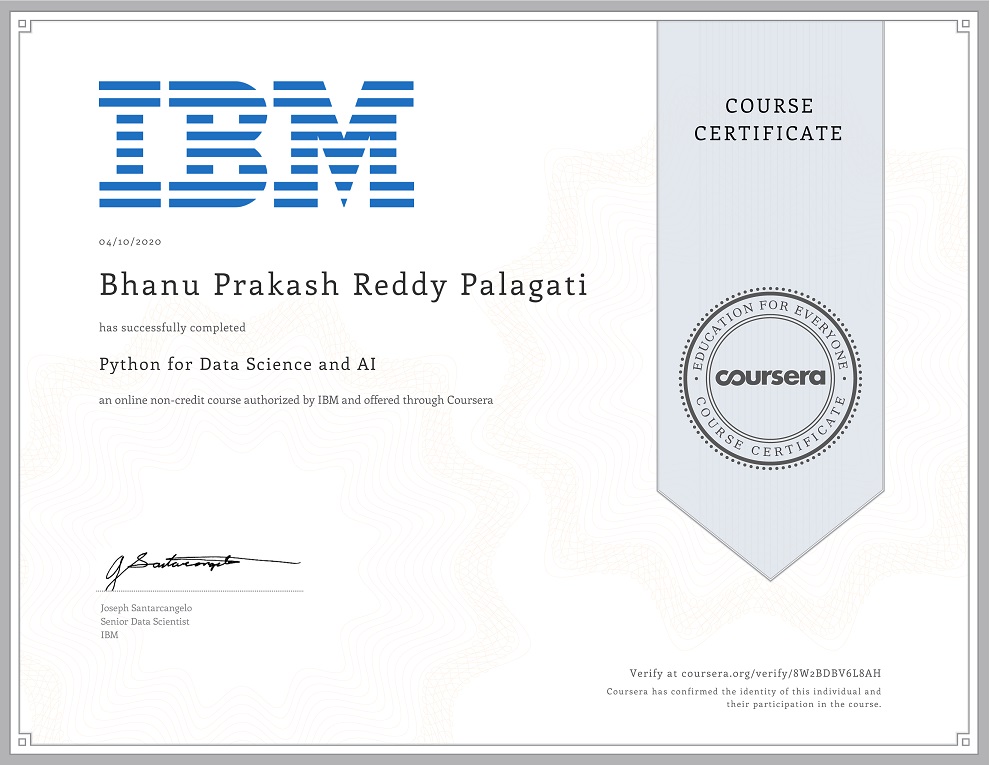 IBM
COURSE
CERTIFICATE
04/10/2020
Bhanu Prakash Reddy Palagati
has successfully completed
Python for Data Science and AI
an online non-credit course authorized by IBM and offered through Coursera
EDUCATION FOR EVERYONE
coursera
COURSE CERTIFICATE
J Santarcangelo
Joseph Santarcangelo
Senior Data Scientist
IBM
Verify at coursera.org/verify/8W2BDBV6L8AH
Coursera has confirmed the identity of this individual and
their participation in the course.